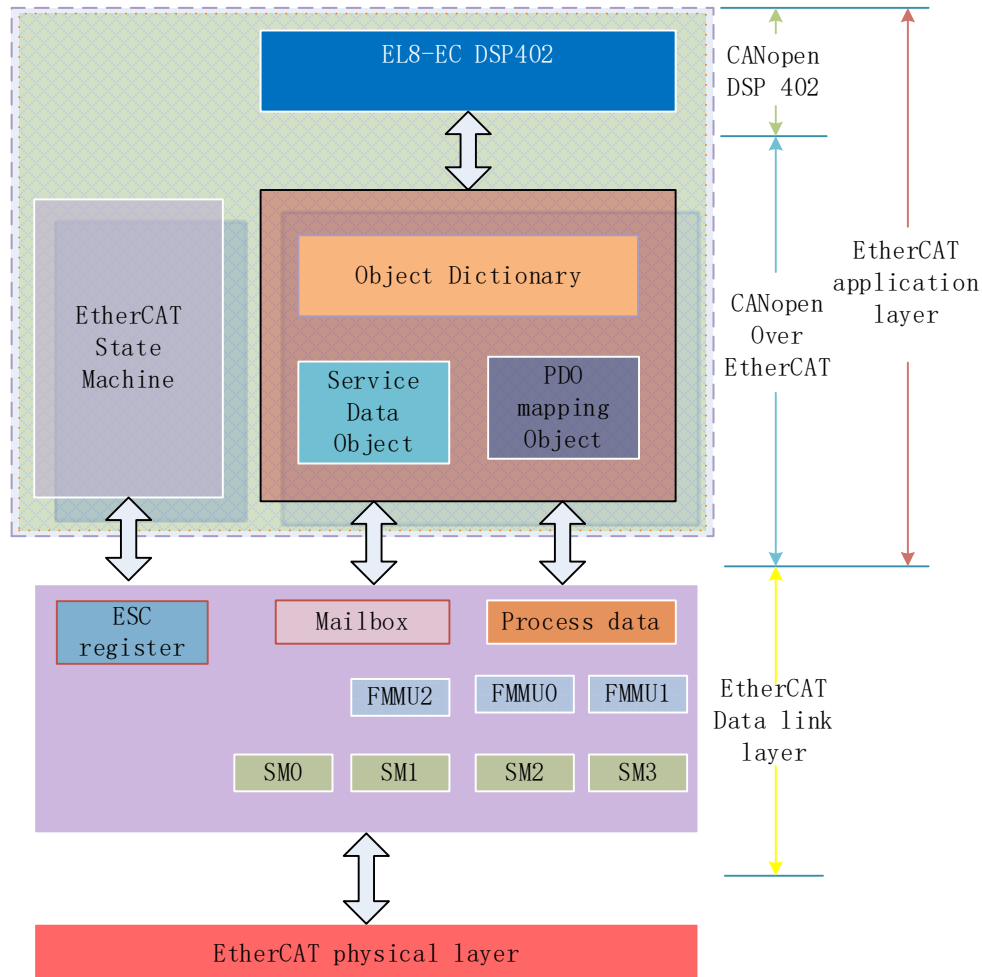 EL8-EC DSP402
CANopen
DSP 402
EtherCAT
State
Machine
Object Dictionary
Service
Data
Object
PDO
mapping
Object
CANopen
Over
EtherCAT
EtherCAT
application
layer
ESC
register
Mailbox
Process data
FMMU2
FMMU0
FMMU1
SM0
SM1
SM2
SM3
EtherCAT
Data link
layer
EtherCAT physical layer